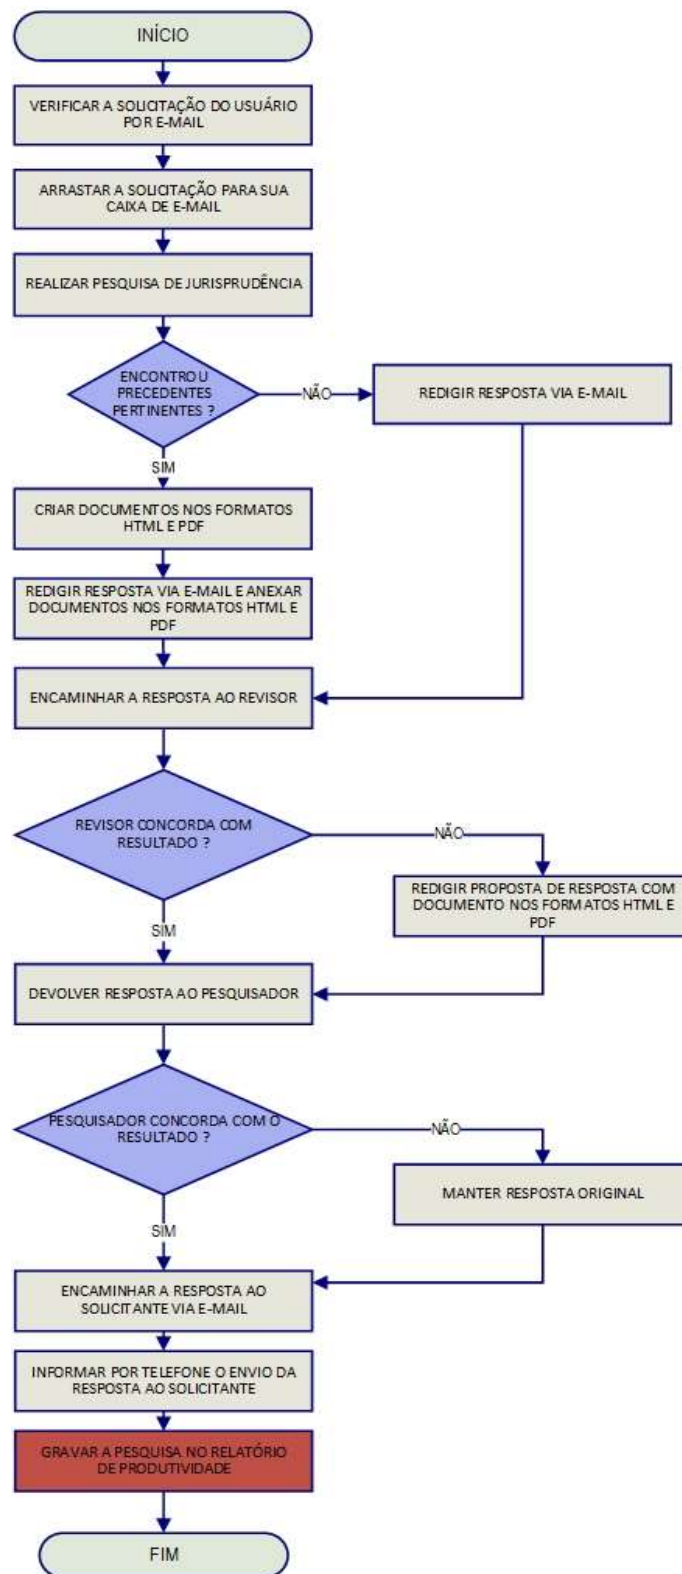 INÍCIO
VERIFICAR A SOLICITAÇÃO DO USUÁRIO
POR E-MAIL
ARRASTAR A SOLICITAÇÃO PARA SUA
CAIXA DE E-MAIL
REALIZAR PESQUISA DE JURISPRUDÊNCIA
ENCONTROU
PRECEDENTES
PERTINENTES ?
NÃO
REDIGIR RESPOSTA VIA E-MAIL
SIM
CRIAR DOCUMENTOS NOS FORMATOS
HTML E PDF
REDIGIR RESPOSTA VIA E-MAIL E ANEXAR
DOCUMENTOS NOS FORMATOS HTML E
PDF
ENCAMINHAR A RESPOSTA AO REVISOR
REVISOR CONCORDA COM
RESULTADO ?
NÃO
REDIGIR PROPOSTA DE RESPOSTA COM
DOCUMENTO NOS FORMATOS HTML E
PDF
SIM
DEVOLVER RESPOSTA AO PESQUISADOR
PESQUISADOR CONCORDA COM O
RESULTADO ?
NÃO
MANTER RESPOSTA ORIGINAL
SIM
ENCAMINHAR A RESPOSTA AO
SOLICITANTE VIA E-MAIL
INFORMAR POR TELEFONE O ENVIO DA
RESPOSTA AO SOLICITANTE
GRAVAR A PESQUISA NO RELATÓRIO
DE PRODUTIVIDADE
FIM